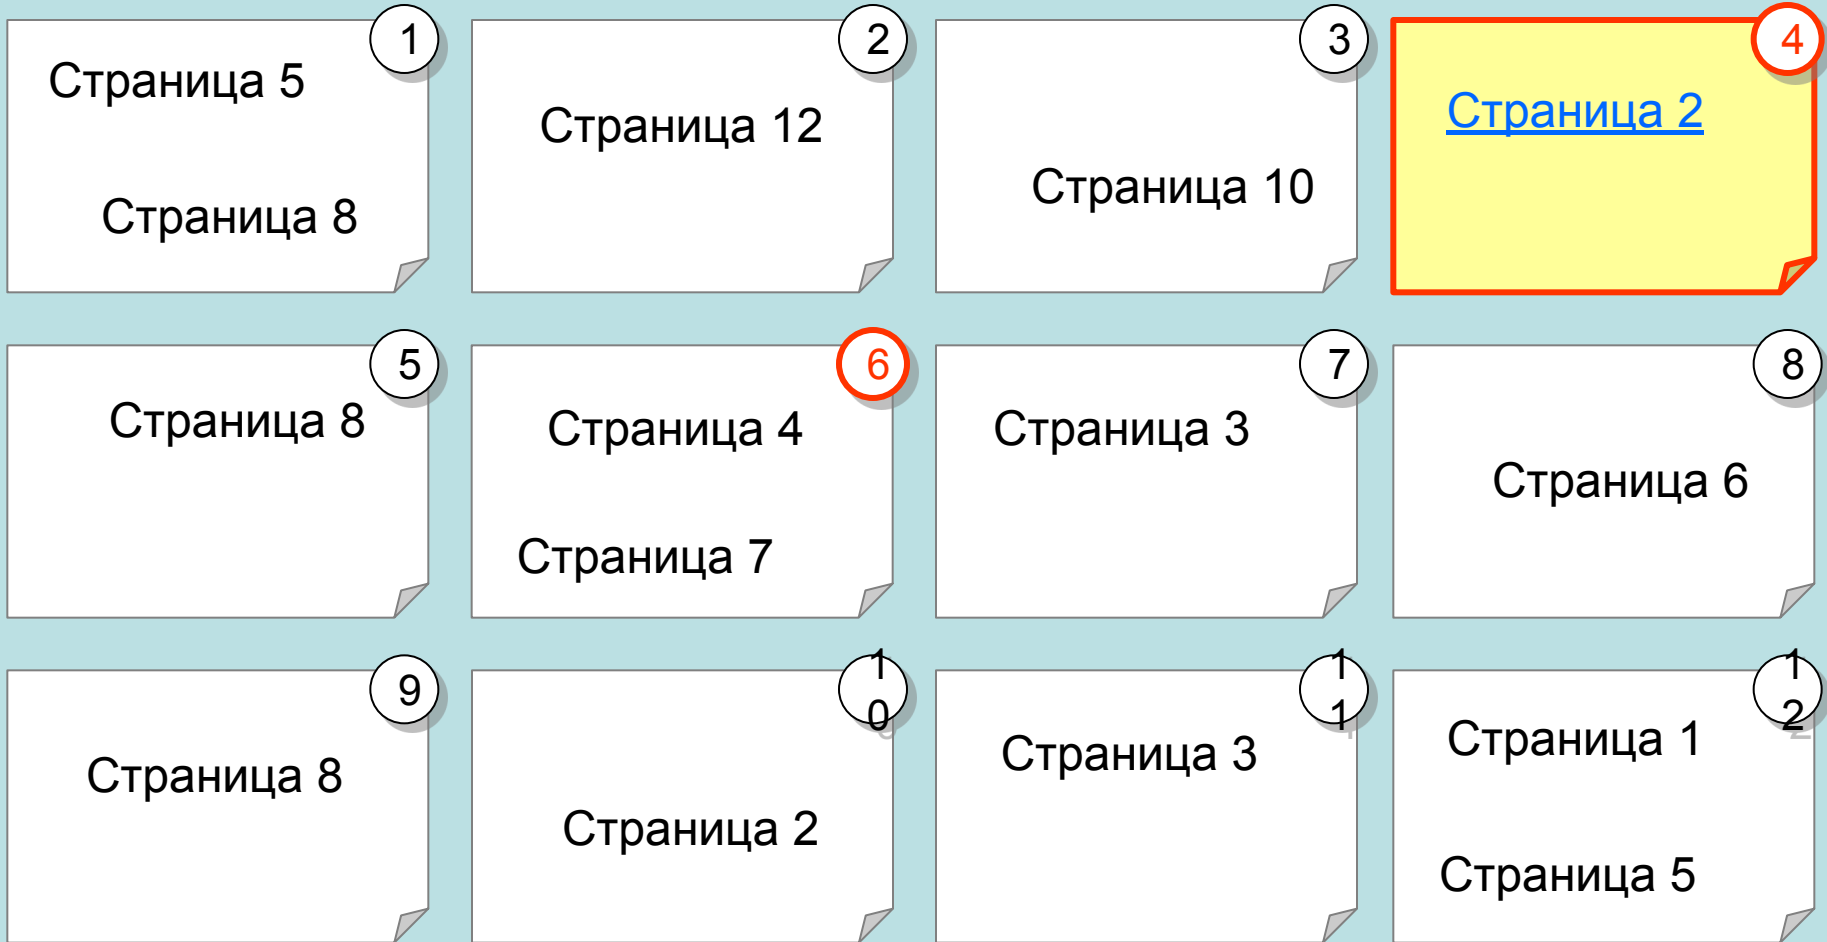 1
Страница 5
Страница 8
2
Страница 12
3
Страница 10
4
Страница 2
5
Страница 8
6
Страница 4
Страница 7
7
Страница 3
8
Страница 6
9
Страница 8
10
Страница 2
11
Страница 3
12
Страница 1
Страница 5